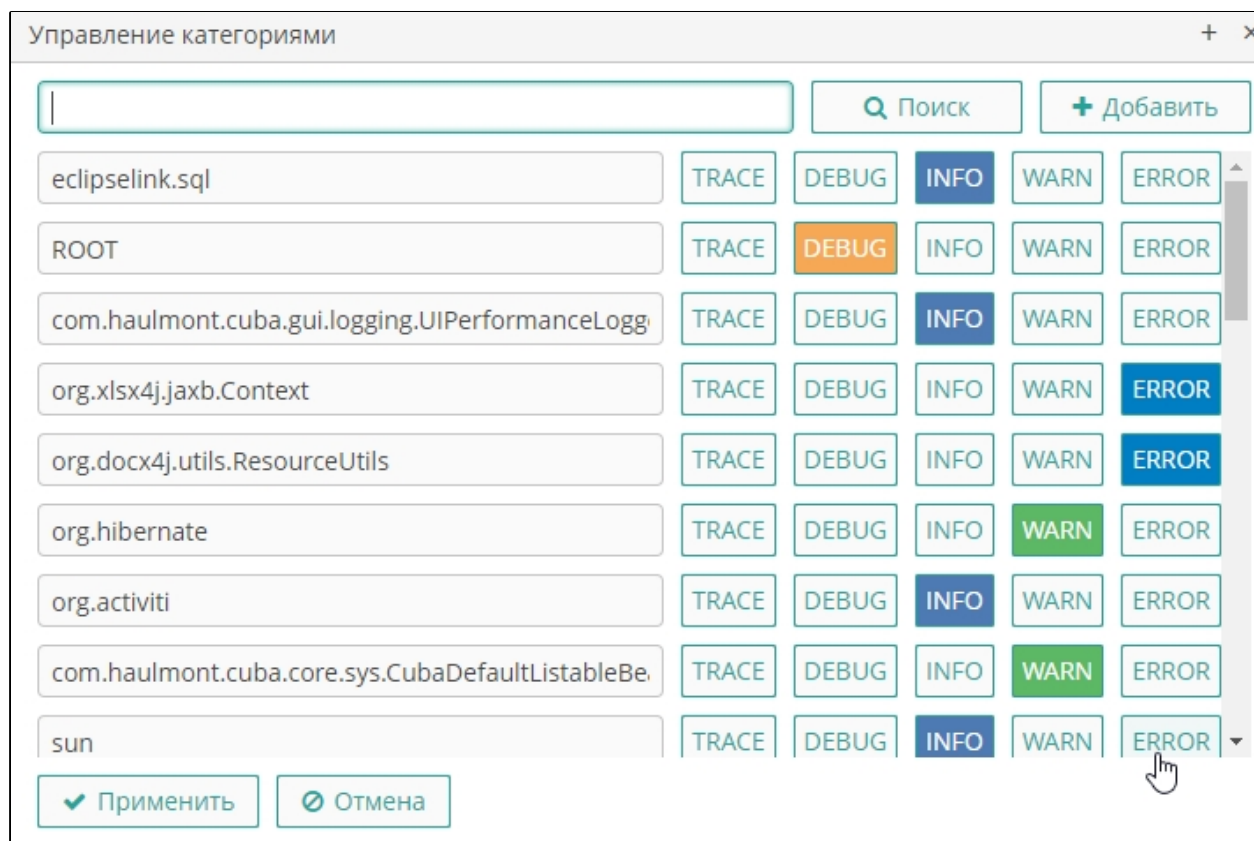 Управление категориями
Поиск Добавить
eclipselink.sql TRACE DEBUG INFO WARN ERROR
ROOT TRACE DEBUG INFO WARN ERROR
com.haulmont.cuba.gui.logging.UIPerformanceLogg TRACE DEBUG INFO WARN ERROR
org.xlsx4j.jaxb.Context TRACE DEBUG INFO WARN ERROR
org.docx4j.utils.ResourceUtils TRACE DEBUG INFO WARN ERROR
org.hibernate TRACE DEBUG INFO WARN ERROR
org.activiti TRACE DEBUG INFO WARN ERROR
com.haulmont.cuba.core.sys.CubaDefaultListableBe TRACE DEBUG INFO WARN ERROR
sun TRACE DEBUG INFO WARN ERROR
Применить Отмена